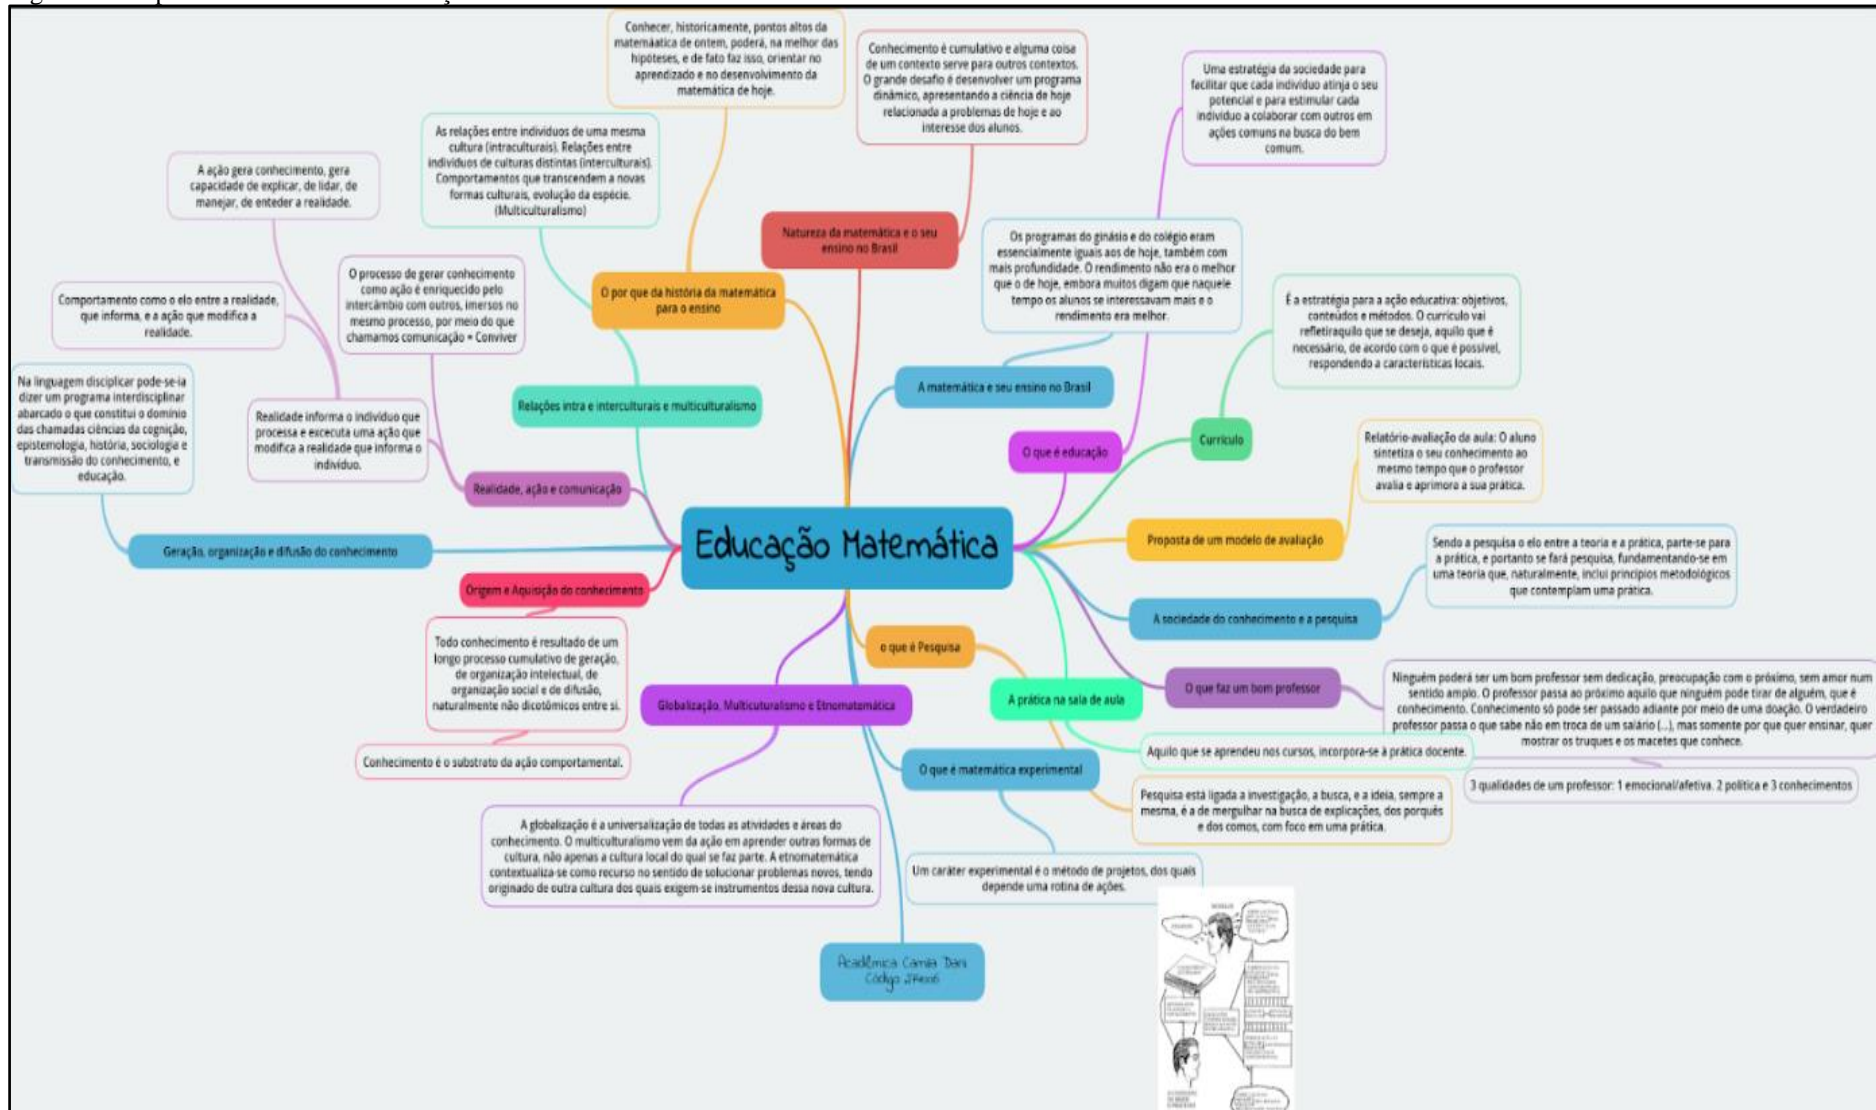 Conhecer, historicamente, pontos altos da
matemáatica de ontem, poderá, na melhor das
hipóteses, e de fato faz isso, orientar no
aprendizado e no desenvolvimento da
matemática de hoje.
Conhecimento é cumulativo e alguma coisa
de um contexto serve para outros contextos.
O grande desafio é desenvolver um programa
dinâmico, apresentando a ciência de hoje
relacionada a problemas de hoje e ao
interesse dos alunos.
Uma estratégia da sociedade para
facilitar que cada indivíduo atinja o seu
potencial e para estimular cada
indivíduo a colaborar com outros em
ações comuns na busca do bem
comum.
As relações entre indivíduos de uma mesma
cultura (intraculturais). Relações entre
indivíduos de culturas distintas (interculturais).
Comportamentos que transcendem a novas
formas culturais, evolução da espécie.
(Multiculturalismo)
A ação gera conhecimento, gera
capacidade de explicar, de lidar, de
manejar, de enteder a realidade.
Natureza da matemática e o seu
ensino no Brasil
Os programas do ginásio e do colégio eram
essencialmente iguais aos de hoje, também com
mais profundidade. O rendimento não era o melhor
que o de hoje, embora muitos digam que naquele
tempo os alunos se interessavam mais e o
rendimento era melhor.
O por que da história da matemática
para o ensino
O processo de gerar conhecimento
como ação é enriquecido pelo
intercâmbio com outros, imersos no
mesmo processo, por meio do que
chamamos comunicação = Conviver
Comportamento como o elo entre a realidade,
que informa, e a ação que modifica a
realidade.
É a estratégia para a ação educativa: objetivos,
conteúdos e métodos. O currículo vai
refletiraquilo que se deseja, aquilo que é
necessário, de acordo com o que é possível,
respondendo a características locais.
Na linguagem disciplicar pode-se-ia
dizer um programa interdisciplinar
abarcado o que constitui o domínio
das chamadas ciências da cognição,
epistemologia, história, sociologia e
transmissão do conhecimento, e
educação.
A matemática e seu ensino no Brasil
Relações intra e interculturais e multiculturalismo
Realidade informa o indivíduo que
processa e excecuta uma ação que
modifica a realidade que informa o
indivíduo.
O que é educação
Currículo
Relatório-avaliação da aula: O aluno
sintetiza o seu conhecimento ao
mesmo tempo que o professor
avalia e aprimora a sua prática.
Realidade, ação e comunicação
Geração, organização e difusão do conhecimento
Educação Matemática
Proposta de um modelo de avaliação
Sendo a pesquisa o elo entre a teoria e a prática, parte-se para
a prática, e portanto se fará pesquisa, fundamentando-se em
uma teoria que, naturalmente, inclui princípios metodológicos
que contemplam uma prática.
Origem e Aquisição do conhecimento
A sociedade do conhecimento e a pesquisa
Todo conhecimento é resultado de um
longo processo cumulativo de geração,
de organização intelectual, de
organização social e de difusão,
naturalmente não dicotômicos entre si.
o que é Pesquisa
O que faz um bom professor
Ninguém poderá ser um bom professor sem dedicação, preocupação com o próximo, sem amor num
sentido amplo. O professor passa ao próximo aquilo que ninguém pode tirar de alguém, que é
conhecimento. Conhecimento só pode ser passado adiante por meio de uma doação. O verdadeiro
professor passa o que sabe não em troca de um salário (...), mas somente por que quer ensinar, quer
mostrar os truques e os macetes que conhece.
Globalização, Multicuturalismo e Etnomatemática
A prática na sala de aula
Aquilo que se aprendeu nos cursos, incorpora-se à prática docente.
Conhecimento é o substrato da ação comportamental.
O que é matemática experimental
3 qualidades de um professor: 1 emocional/afetiva. 2 política e 3 conhecimentos
Pesquisa está ligada a investigação, a busca, e a ideia, sempre a
mesma, é a de mergulhar na busca de explicações, dos porquês
e dos comos, com foco em uma prática.
A globalização é a universalização de todas as atividades e áreas do
conhecimento. O multiculturalismo vem da ação em aprender outras formas de
cultura, não apenas a cultura local do qual se faz parte. A etnomatemática
contextualiza-se como recurso no sentido de solucionar problemas novos, tendo
originado de outra cultura dos quais exigem-se instrumentos dessa nova cultura.
Um caráter experimental é o método de projetos, dos quais
depende uma rotina de ações.
Acadêmica Camila Dani
Código